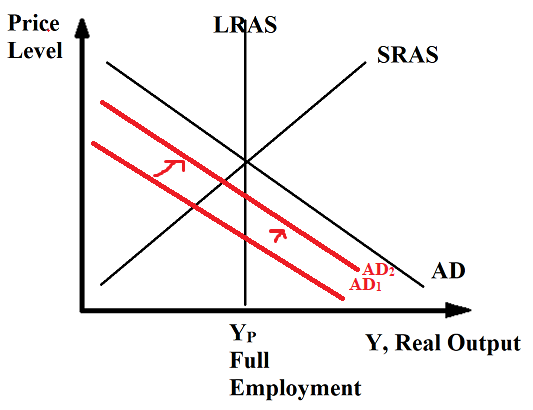 Price
Level
LRAS
SRAS
AD₂
AD₁
AD
Yₚ
Full
Employment
Y, Real Output